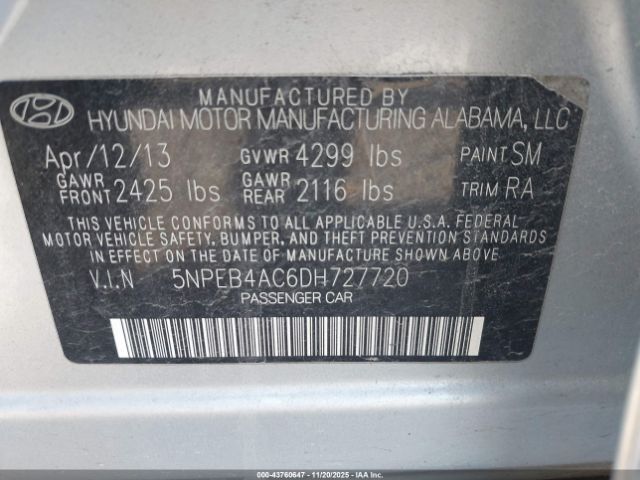 MANUFACTURED BY
HYUNDAI MOTOR MANUFACTURING ALABAMA, LLC
Apr/12/13 GVWR 4299 lbs PAINT SM
GAWR FRONT 2425 lbs GAWR REAR 2116 lbs TRIM RA
THIS VEHICLE CONFORMS TO ALL APPLICABLE U.S.A. FEDERAL
MOTOR VEHICLE SAFETY, BUMPER, AND THEFT PREVENTION STANDARDS
IN EFFECT ON THE DATE OF MANUFACTURE SHOWN ABOVE.
V.I.N 5NPEB4AC6DH727720
PASSENGER CAR
000-43760647 - 11/20/2025 - IAA Inc.